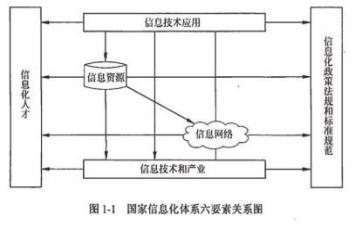 信息技术应用
信息化人才
信息资源
信息网络
信息技术和产业
信息化政策法规和标准规范
图 1-1 国家信息化体系六要素关系图